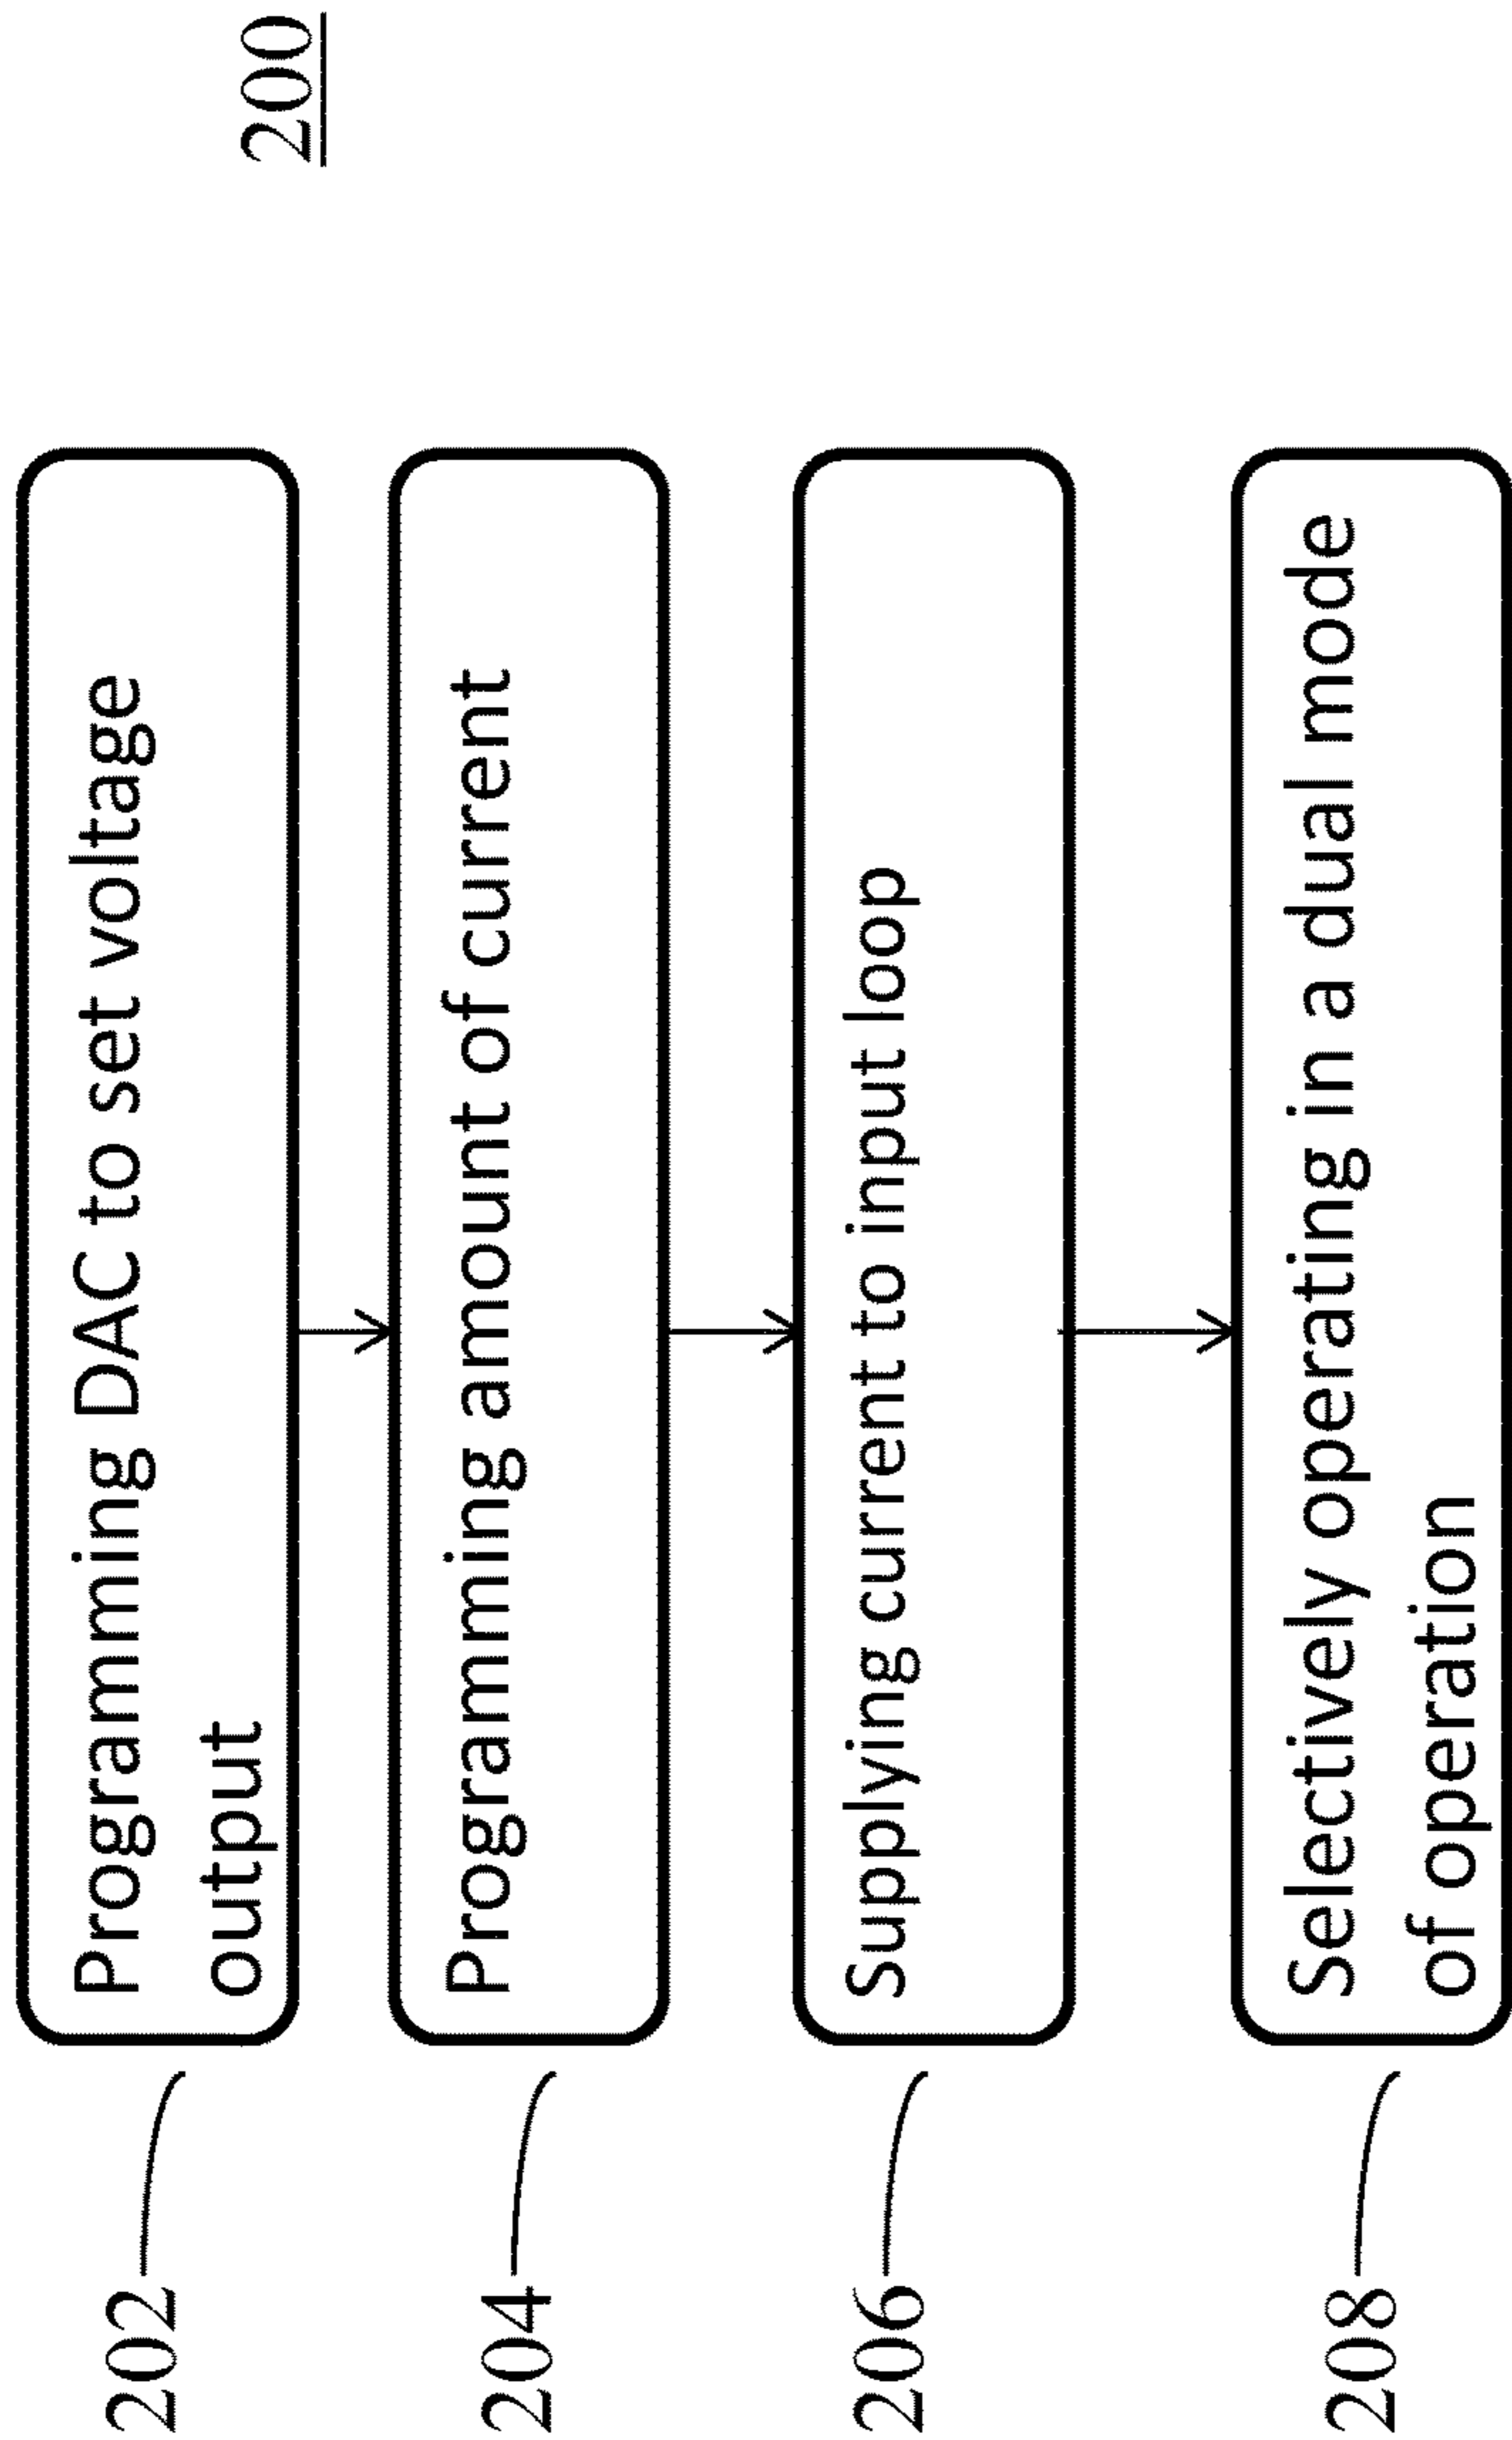 200
202
Programming DAC to set voltage
output
204
Programming amount of current
206
Supplying current to input loop
208
Selectively operating in a dual mode
of operation